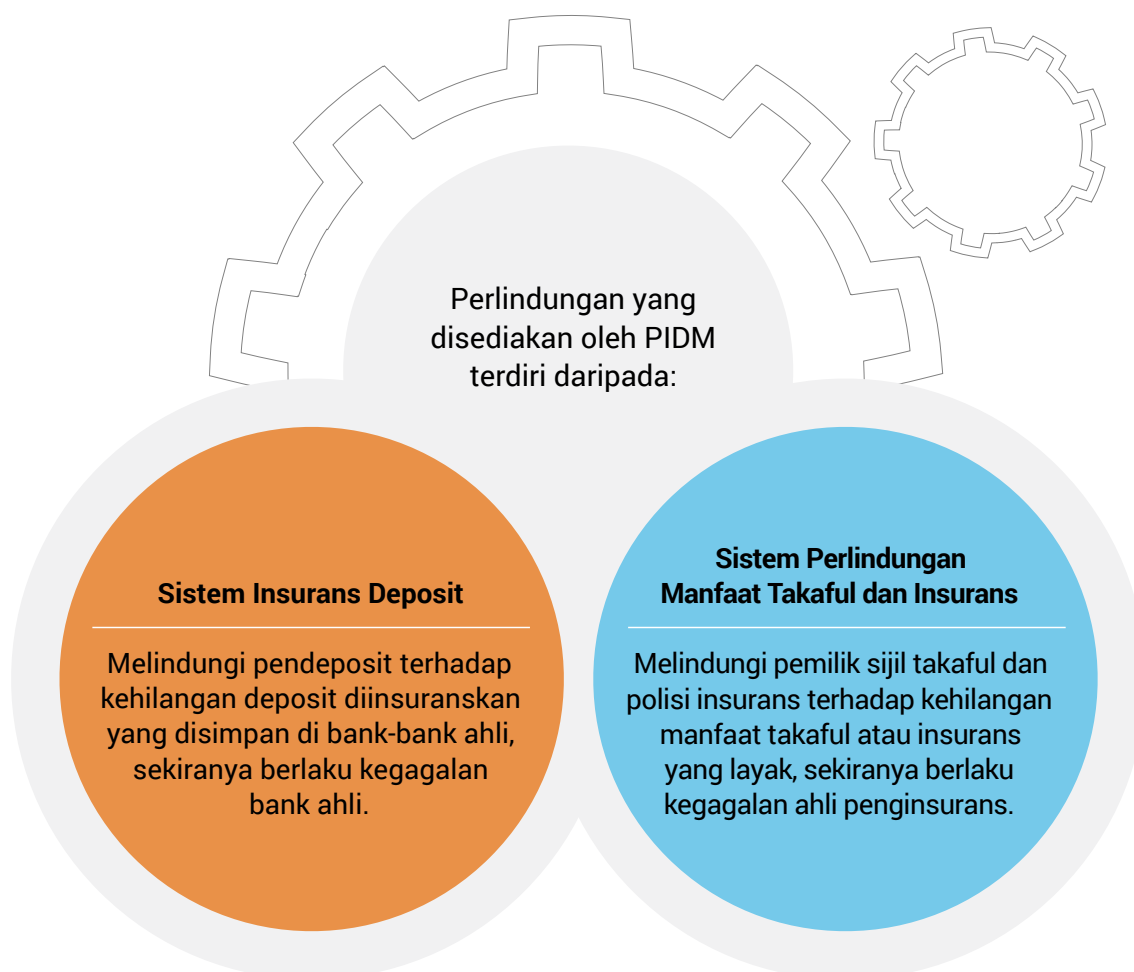 Perlindungan yang
disediakan oleh PIDM
terdiri daripada:
Sistem Insurans Deposit
Melindungi pendeposit terhadap
kehilangan deposit diinsuranskan
yang disimpan di bank-bank ahli,
sekiranya berlaku kegagalan
bank ahli.
Sistem Perlindungan
Manfaat Takaful dan Insurans
Melindungi pemilik sijil takaful dan
polisi insurans terhadap kehilangan
manfaat takaful atau insurans
yang layak, sekiranya berlaku
kegagalan ahli penginsurans.